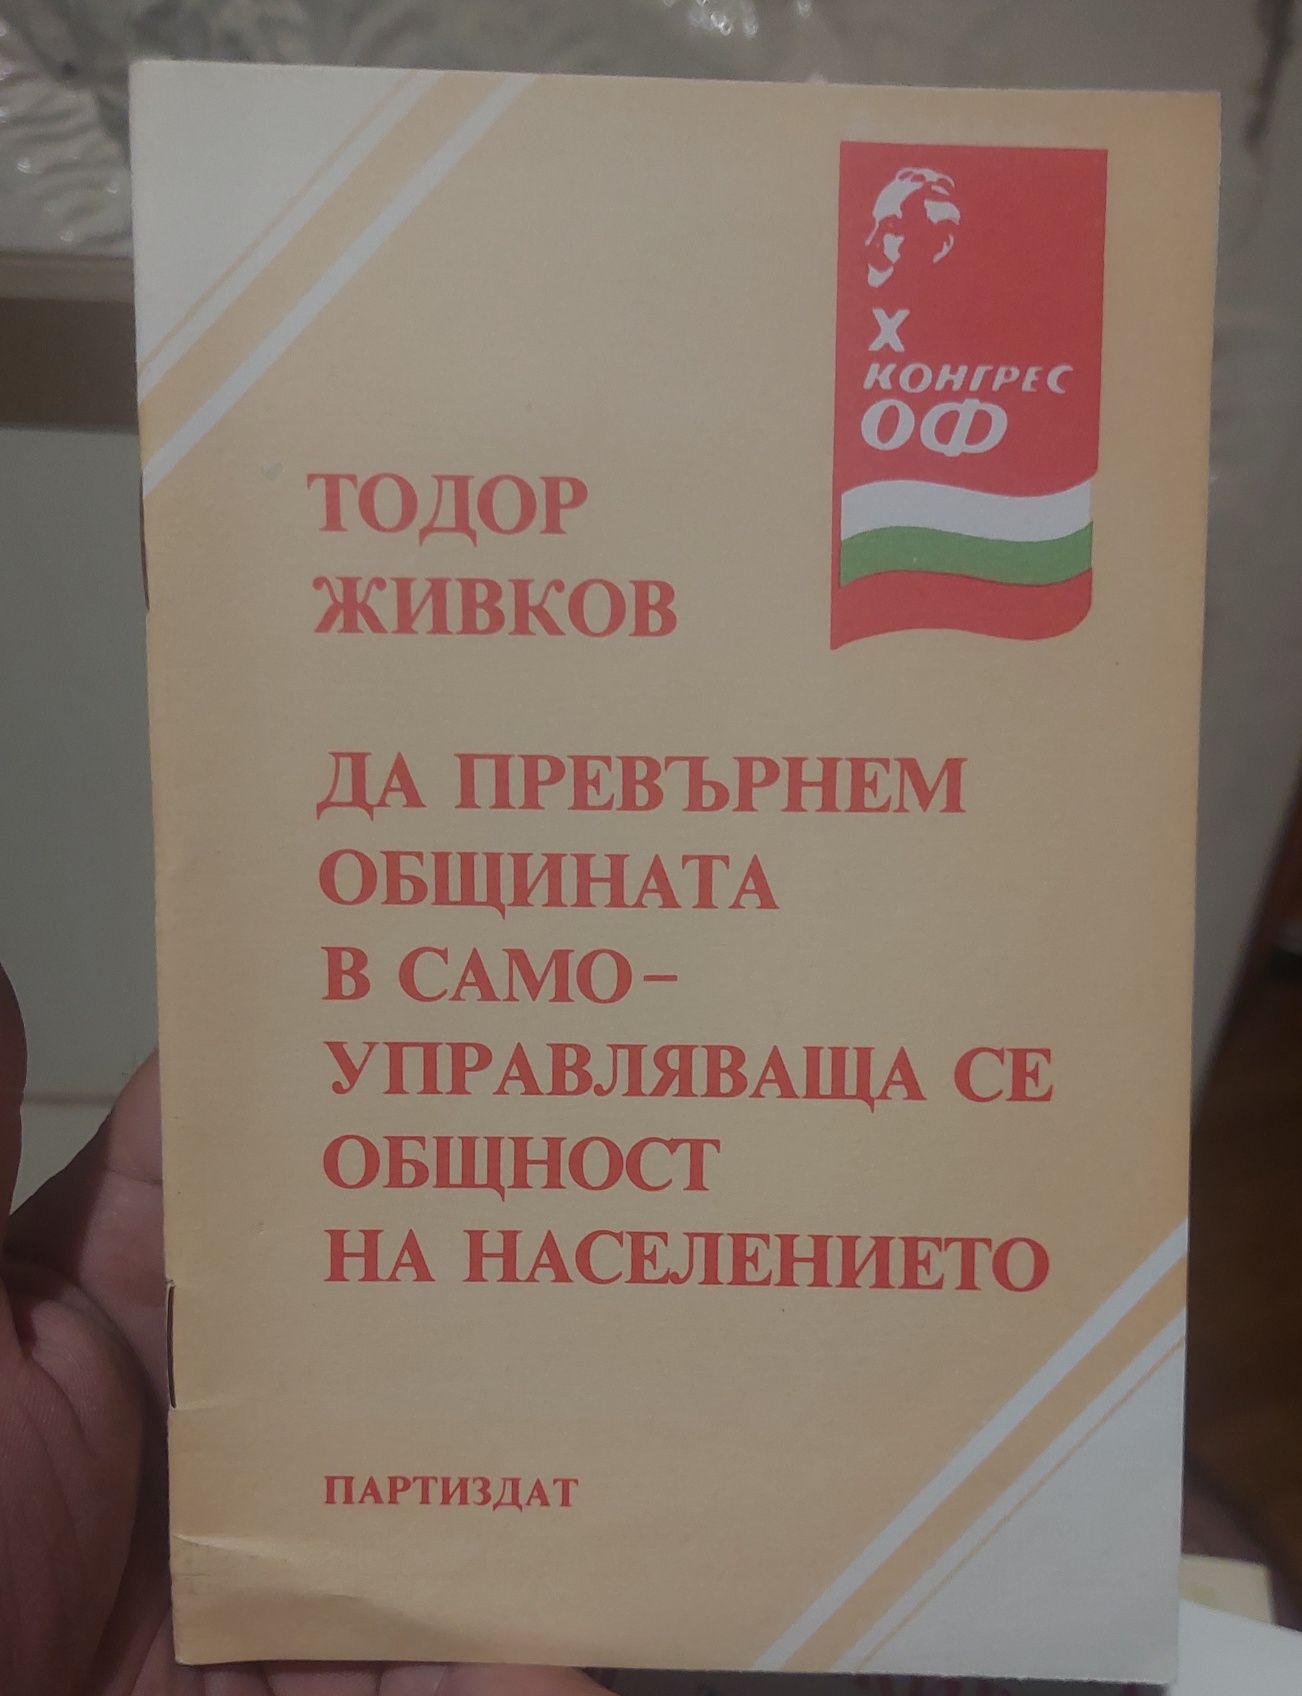 X
КОНГРЕС
ОФ
ТОДОР
ЖИВКОВ
ДА ПРЕВЪРНЕМ
ОБЩИНАТА
В САМО-
УПРАВЛЯВАЩА СЕ
ОБЩНОСТ
НА НАСЕЛЕНИЕТО
ПАРТИЗДАТ